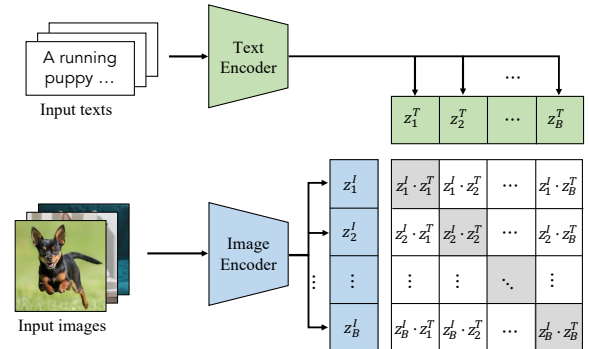 A running
puppy ...
Input texts
Text
Encoder
...
z_1^T z_2^T ... z_B^T
Input images
Image
Encoder
⋮
z_1^I
z_2^I
⋮
z_B^I
z_1^I · z_1^T z_1^I · z_2^T ... z_1^I · z_B^T
z_2^I · z_1^T z_2^I · z_2^T ... z_2^I · z_B^T
⋮ ⋮ ⋱ ⋮
z_B^I · z_1^T z_B^I · z_2^T ... z_B^I · z_B^T